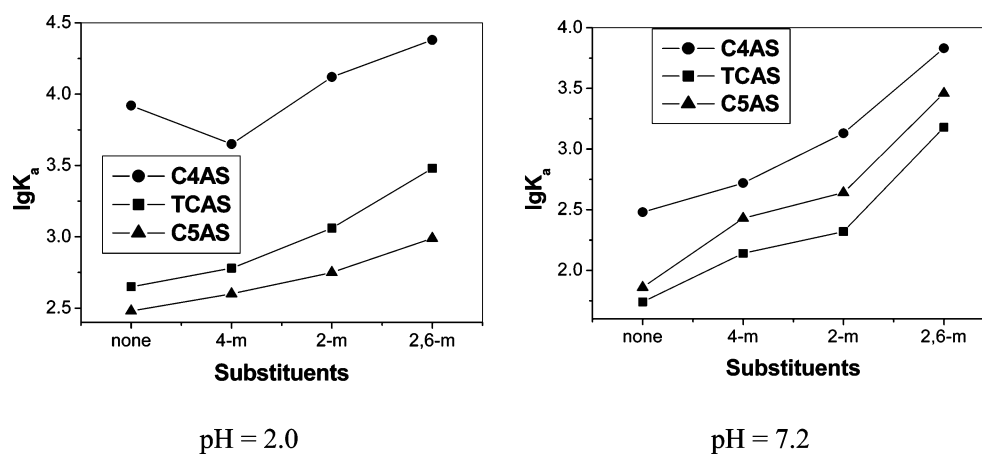 4.5
4.0
3.5
3.0
2.5
lgKa
C4AS
TCAS
C5AS
none 4-m 2-m 2,6-m
Substituents
pH = 2.0
4.0
3.5
3.0
2.5
2.0
lgKa
C4AS
TCAS
C5AS
none 4-m 2-m 2,6-m
Substituents
pH = 7.2